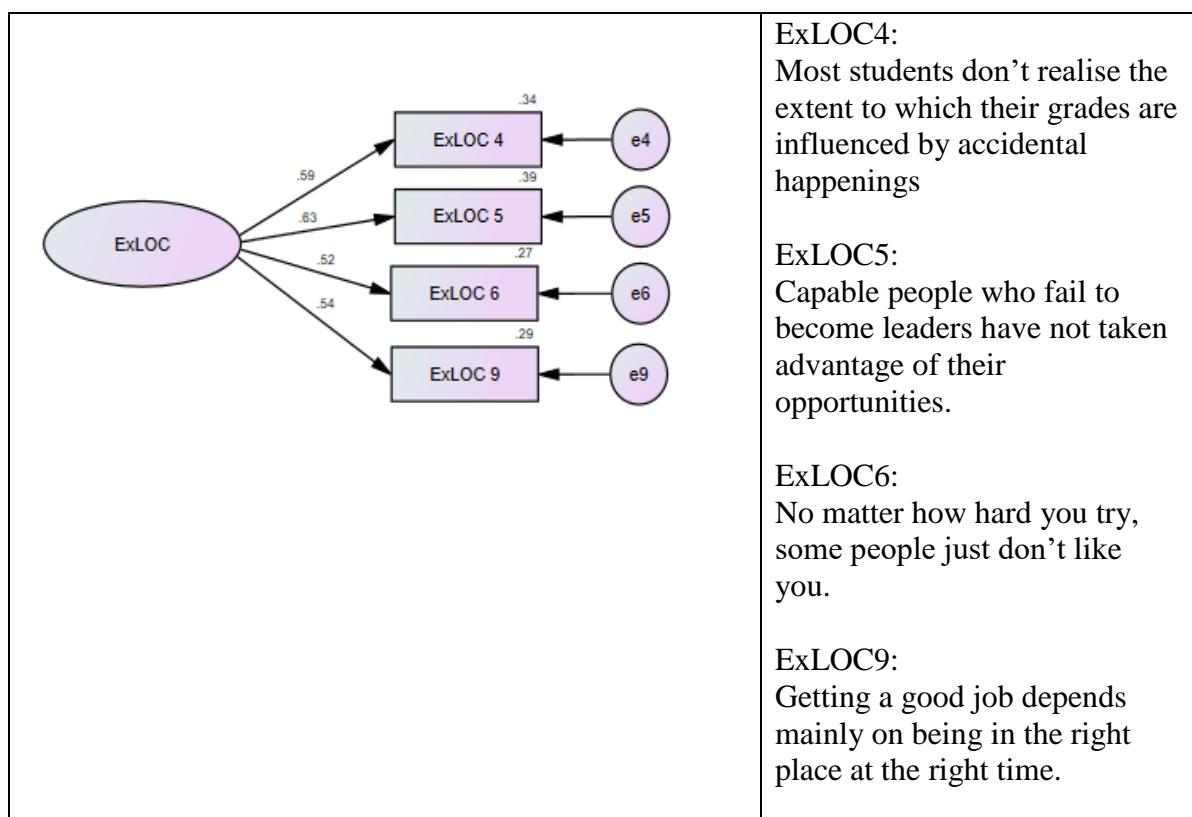 .34
ExLOC 4
e4
.59
.39
ExLOC 5
e5
.63
ExLOC
.27
.52
ExLOC 6
e6
.54
.29
ExLOC 9
e9
ExLOC4:
Most students don’t realise the
extent to which their grades are
influenced by accidental
happenings
ExLOC5:
Capable people who fail to
become leaders have not taken
advantage of their
opportunities.
ExLOC6:
No matter how hard you try,
some people just don’t like
you.
ExLOC9:
Getting a good job depends
mainly on being in the right
place at the right time.